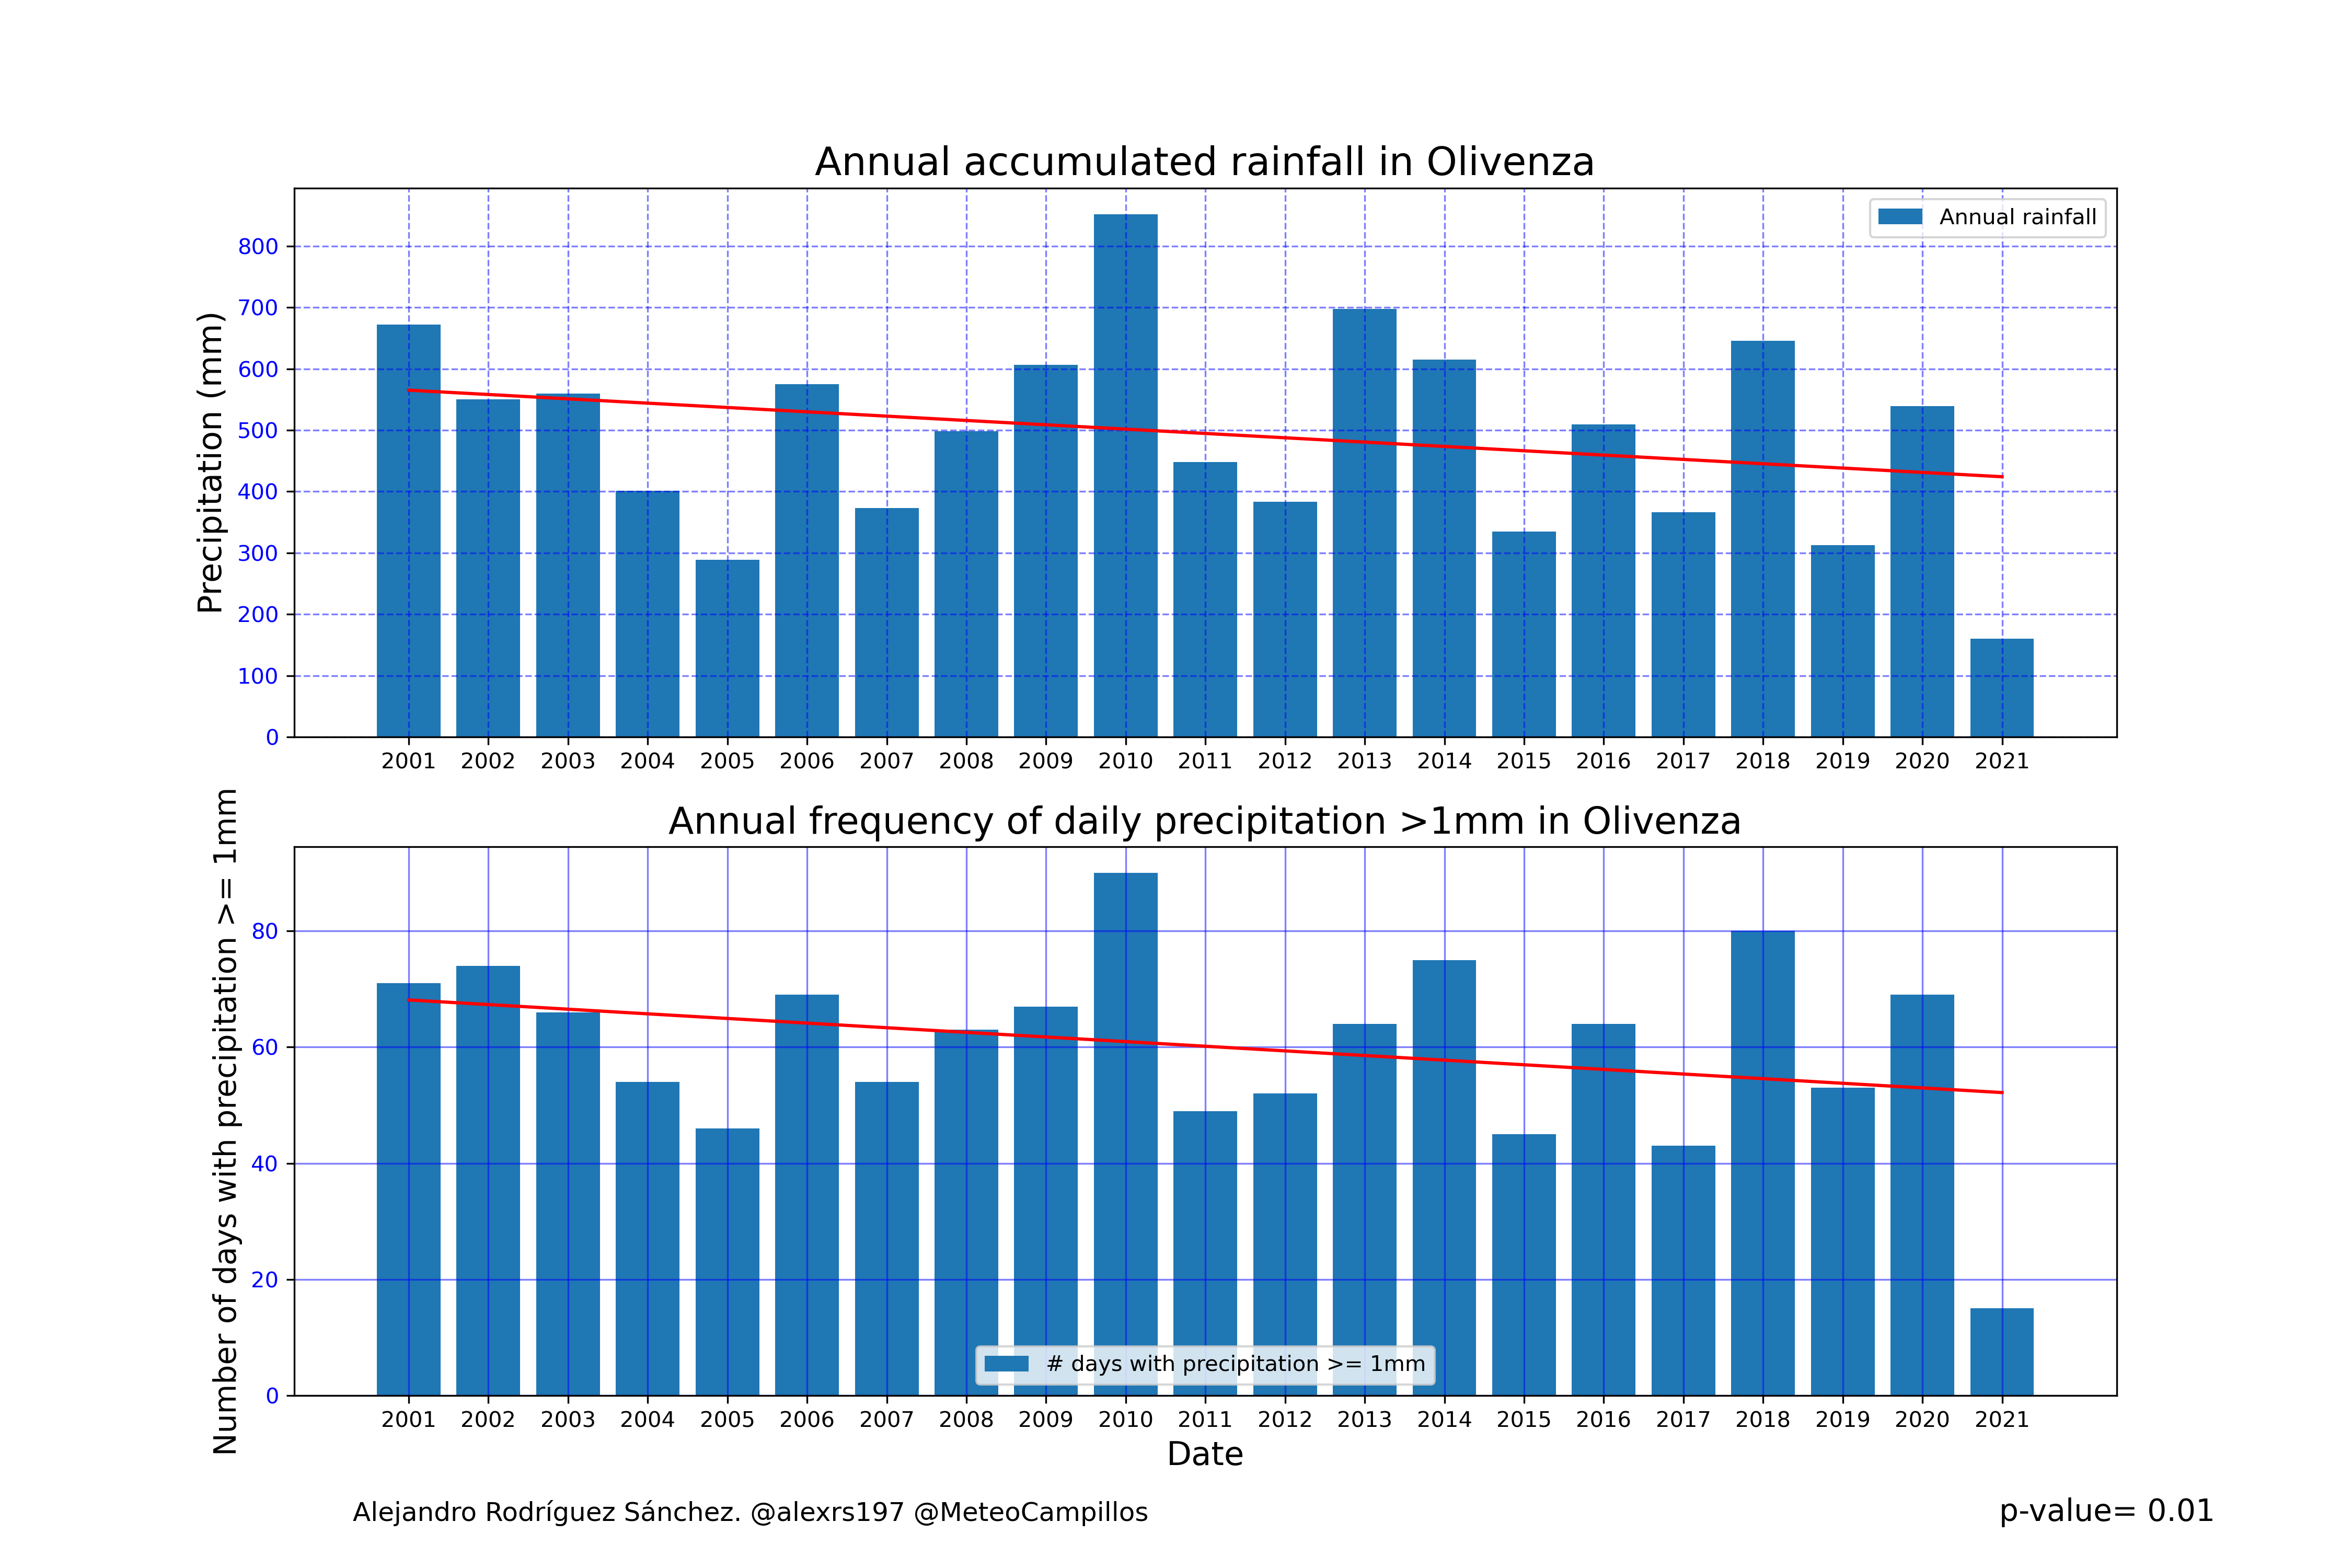 Annual accumulated rainfall in Olivenza
Precipitation (mm)
Annual rainfall
800
700
600
500
400
300
200
100
0
2001 2002 2003 2004 2005 2006 2007 2008 2009 2010 2011 2012 2013 2014 2015 2016 2017 2018 2019 2020 2021
Annual frequency of daily precipitation >1mm in Olivenza
Number of days with precipitation >= 1mm
80
60
40
20
0
# days with precipitation >= 1mm
2001 2002 2003 2004 2005 2006 2007 2008 2009 2010 2011 2012 2013 2014 2015 2016 2017 2018 2019 2020 2021
Date
Alejandro Rodríguez Sánchez. @alexrs197 @MeteoCampillos
p-value= 0.01